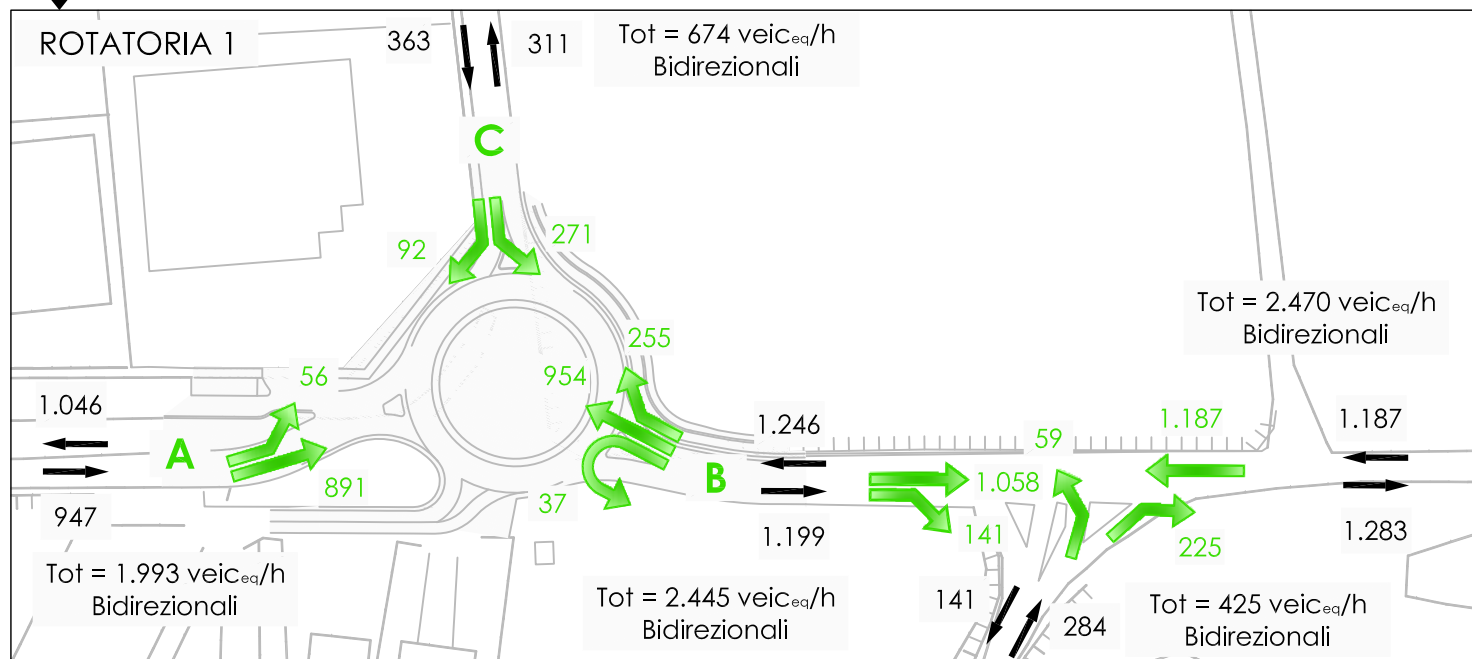 ROTATORIA 1
363
311
Tot = 674 veiceq/h
Bidirezionali
C
92
271
Tot = 2.470 veiceq/h
Bidirezionali
255
56
954
1.046
1.246
59
1.187
1.187
A
B
891
37
1.058
947
1.199
141
225
1.283
Tot = 1.993 veiceq/h
Bidirezionali
Tot = 2.445 veiceq/h
Bidirezionali
141
284
Tot = 425 veiceq/h
Bidirezionali